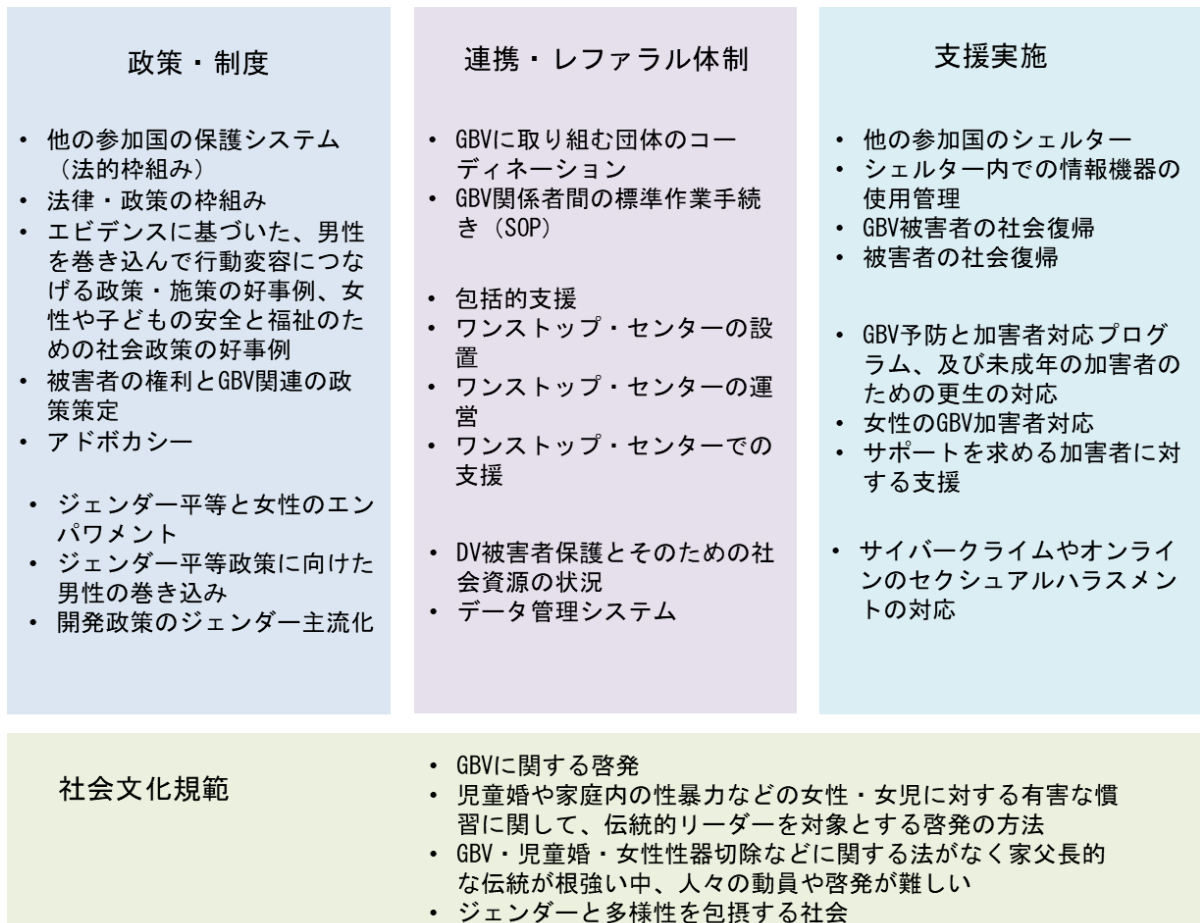 政策・制度
• 他の参加国の保護システム
（法的枠組み）
• 法律・政策の枠組み
• エビデンスに基づいた、男性
を巻き込んで行動変容につな
げる政策・施策の好事例、女
性や子どもの安全と福祉のた
めの社会政策の好事例
• 被害者の権利とGBV関連の政
策策定
• アドボカシー
• ジェンダー平等と女性のエン
パワメント
• ジェンダー平等政策に向けた
男性の巻き込み
• 開発政策のジェンダー主流化
連携・レファラル体制
• GBVに取り組む団体のコー
ディネーション
• GBV関係者間の標準作業手続
き（SOP）
• 包括的支援
• ワンストップ・センターの設
置
• ワンストップ・センターの運
営
• ワンストップ・センターでの
支援
• DV被害者保護とそのための社
会資源の状況
• データ管理システム
支援実施
• 他の参加国のシェルター
• シェルター内での情報機器の
使用管理
• GBV被害者の社会復帰
• 被害者の社会復帰
• GBV予防と加害者対応プログ
ラム、及び未成年の加害者の
ための更生の対応
• 女性のGBV加害者対応
• サポートを求める加害者に対
する支援
• サイバークライムやオンライ
ンのセクシュアルハラスメン
トの対応
社会文化規範
• GBVに関する啓発
• 児童婚や家庭内の性暴力などの女性・女児に対する有害な慣
習に関して、伝統的リーダーを対象とする啓発の方法
• GBV・児童婚・女性性器切除などに関する法がなく家父長的
な伝統が根強い中、人々の動員や啓発が難しい
• ジェンダーと多様性を包摂する社会